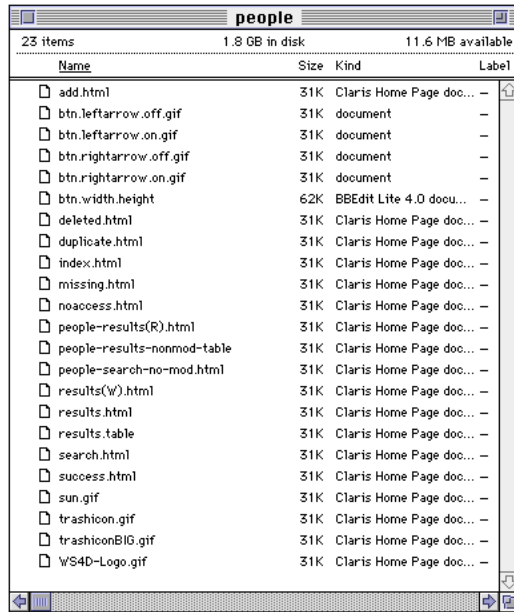 people
23 items 1.8 GB in disk 11.6 MB available
Name Size Kind Label
add.html 31K Claris Home Page doc... –
btn.leftarrow.off.gif 31K document –
btn.leftarrow.on.gif 31K document –
btn.rightarrow.off.gif 31K document –
btn.rightarrow.on.gif 31K document –
btn.width.height 62K BBEdit Lite 4.0 docu... –
deleted.html 31K Claris Home Page doc... –
duplicate.html 31K Claris Home Page doc... –
index.html 31K Claris Home Page doc... –
missing.html 31K Claris Home Page doc... –
noaccess.html 31K Claris Home Page doc... –
people-results(R).html 31K Claris Home Page doc... –
people-results-nonmod-table 31K Claris Home Page doc... –
people-search-no-mod.html 31K Claris Home Page doc... –
results(W).html 31K Claris Home Page doc... –
results.html 31K Claris Home Page doc... –
results.table 31K Claris Home Page doc... –
search.html 31K Claris Home Page doc... –
success.html 31K Claris Home Page doc... –
sun.gif 31K Claris Home Page doc... –
trashicon.gif 31K Claris Home Page doc... –
trashiconBIG.gif 31K Claris Home Page doc... –
WS4D-Logo.gif 31K Claris Home Page doc... –